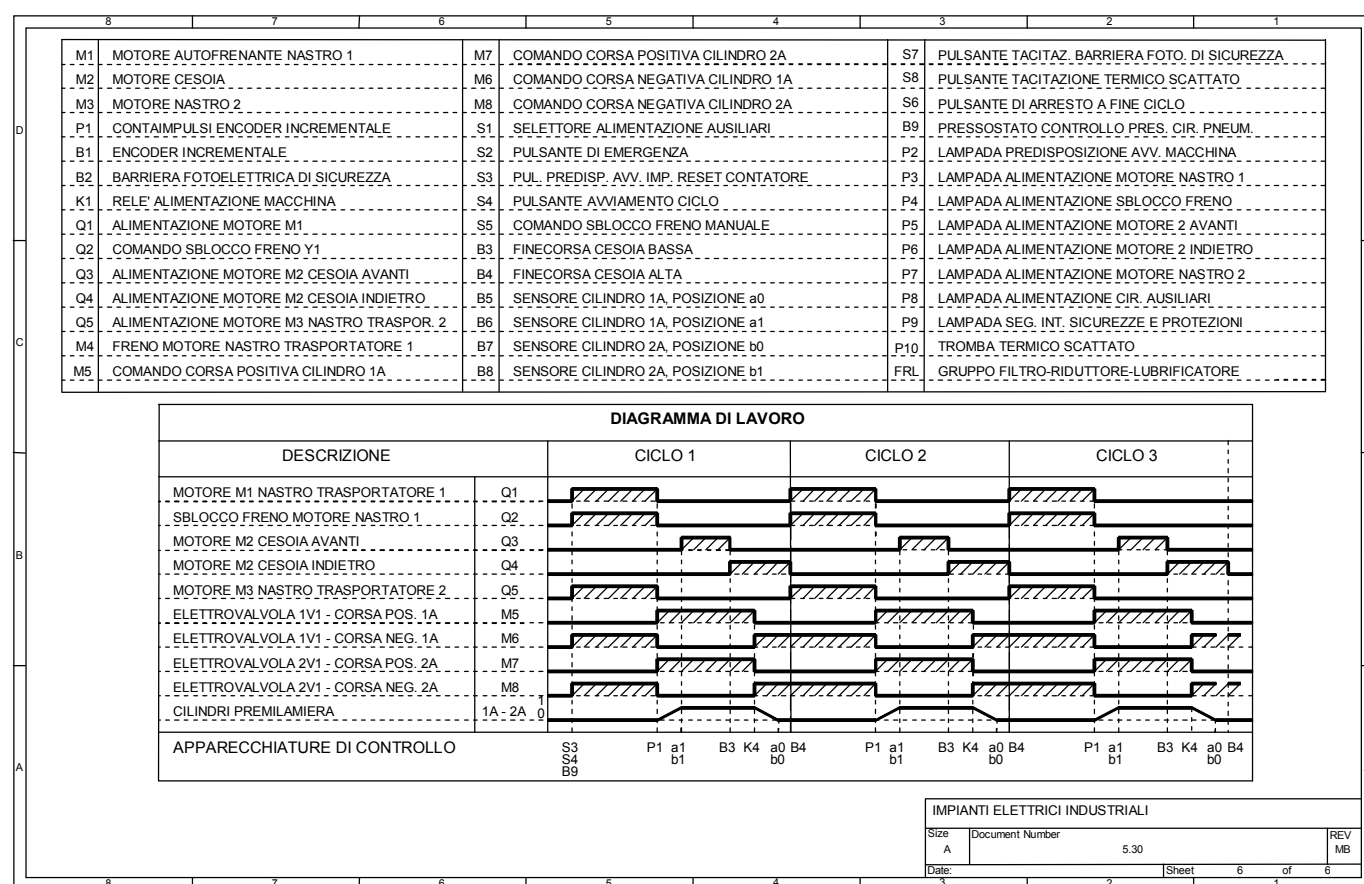 8 7 6 5 4 3 2 1
D
C
B
A
M1 MOTORE AUTOFRENANTE NASTRO 1
M2 MOTORE CESOIA
M3 MOTORE NASTRO 2
P1 CONTAIMPULSI ENCODER INCREMENTALE
B1 ENCODER INCREMENTALE
B2 BARRIERA FOTOELETTRICA DI SICUREZZA
K1 RELE' ALIMENTAZIONE MACCHINA
Q1 ALIMENTAZIONE MOTORE M1
Q2 COMANDO SBLOCCO FRENO Y1
Q3 ALIMENTAZIONE MOTORE M2 CESOIA AVANTI
Q4 ALIMENTAZIONE MOTORE M2 CESOIA INDIETRO
Q5 ALIMENTAZIONE MOTORE M3 NASTRO TRASPOR. 2
M4 FRENO MOTORE NASTRO TRASPORTATORE 1
M5 COMANDO CORSA POSITIVA CILINDRO 1A
M7 COMANDO CORSA POSITIVA CILINDRO 2A
M6 COMANDO CORSA NEGATIVA CILINDRO 1A
M8 COMANDO CORSA NEGATIVA CILINDRO 2A
S1 SELETTORE ALIMENTAZIONE AUSILIARI
S2 PULSANTE DI EMERGENZA
S3 PUL. PREDISP. AVV. IMP. RESET CONTATORE
S4 PULSANTE AVVIAMENTO CICLO
S5 COMANDO SBLOCCO FRENO MANUALE
B3 FINECORSA CESOIA BASSA
B4 FINECORSA CESOIA ALTA
B5 SENSORE CILINDRO 1A, POSIZIONE a0
B6 SENSORE CILINDRO 1A, POSIZIONE a1
B7 SENSORE CILINDRO 2A, POSIZIONE b0
B8 SENSORE CILINDRO 2A, POSIZIONE b1
S7 PULSANTE TACITAZ. BARRIERA FOTO. DI SICUREZZA
S8 PULSANTE TACITAZIONE TERMICO SCATTATO
S6 PULSANTE DI ARRESTO A FINE CICLO
B9 PRESSOSTATO CONTROLLO PRES. CIR. PNEUM.
P2 LAMPADA PREDISPOSIZIONE AVV. MACCHINA
P3 LAMPADA ALIMENTAZIONE MOTORE NASTRO 1
P4 LAMPADA ALIMENTAZIONE SBLOCCO FRENO
P5 LAMPADA ALIMENTAZIONE MOTORE 2 AVANTI
P6 LAMPADA ALIMENTAZIONE MOTORE 2 INDIETRO
P7 LAMPADA ALIMENTAZIONE MOTORE NASTRO 2
P8 LAMPADA ALIMENTAZIONE CIR. AUSILIARI
P9 LAMPADA SEG. INT. SICUREZZE E PROTEZIONI
P10 TROMBA TERMICO SCATTATO
FRL GRUPPO FILTRO-RIDUTTORE-LUBRIFICATORE
DIAGRAMMA DI LAVORO
DESCRIZIONE CICLO 1 CICLO 2 CICLO 3
MOTORE M1 NASTRO TRASPORTATORE 1 Q1
SBLOCCO FRENO MOTORE NASTRO 1 Q2
MOTORE M2 CESOIA AVANTI Q3
MOTORE M2 CESOIA INDIETRO Q4
MOTORE M3 NASTRO TRASPORTATORE 2 Q5
ELETTROVALVOLA 1V1 - CORSA POS. 1A M5
ELETTROVALVOLA 1V1 - CORSA NEG. 1A M6
ELETTROVALVOLA 2V1 - CORSA POS. 2A M7
ELETTROVALVOLA 2V1 - CORSA NEG. 2A M8
1
CILINDRI PREMILAMIERA 1A - 2A 0
APPARECCHIATURE DI CONTROLLO S3 P1 a1 B3 K4 a0 B4 P1 a1 B3 K4 a0 B4 P1 a1 B3 K4 a0 B4
S4 b1 b0 b1 b0 b1 b0
B9
IMPIANTI ELETTRICI INDUSTRIALI
Size Document Number REV
A 5.30 MB
Date: Sheet 6 of 6
8 7 6 5 4 3 2 1